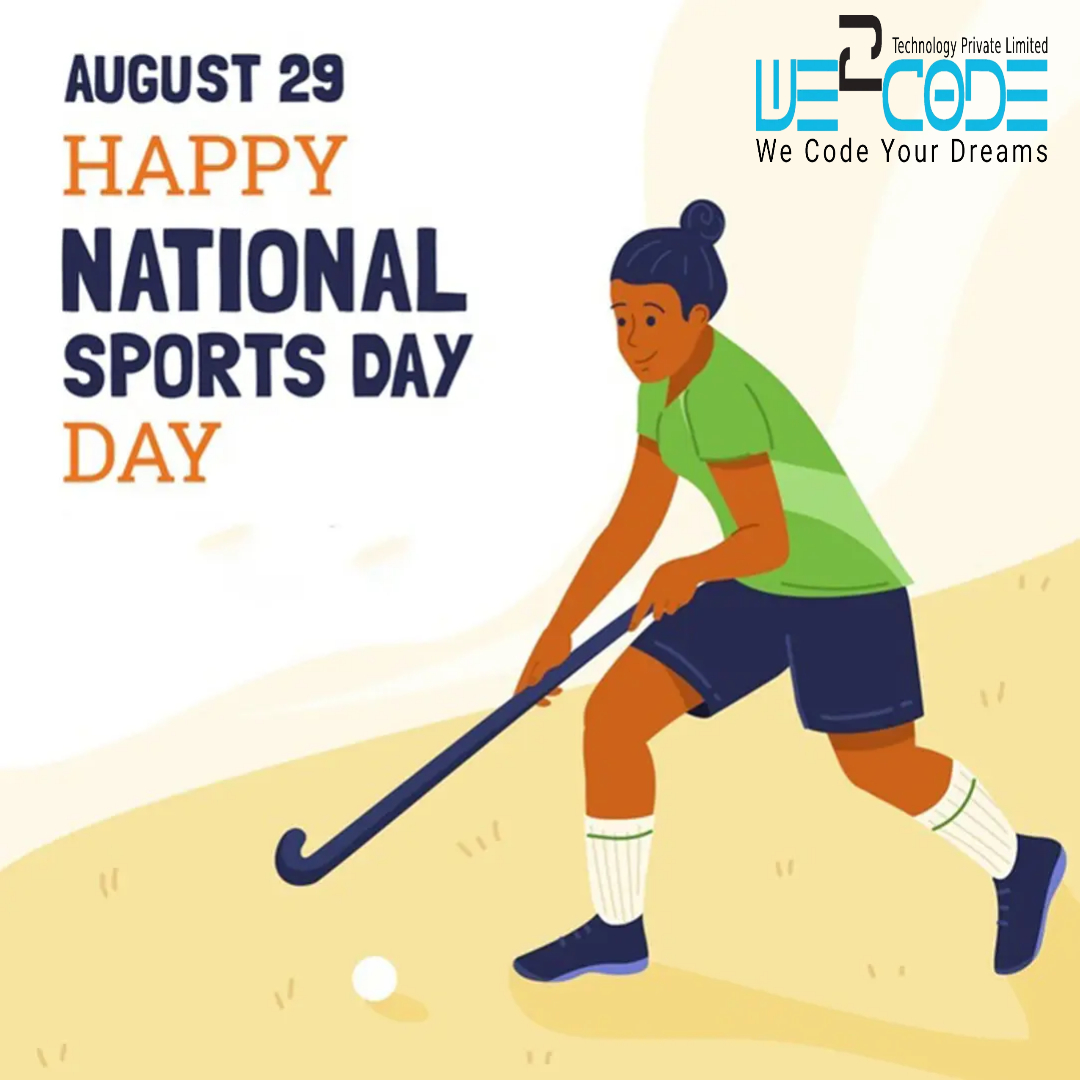 AUGUST 29
HAPPY
NATIONAL
SPORTS DAY
DAY
Technology Private Limited
WE2CODE
We Code Your Dreams